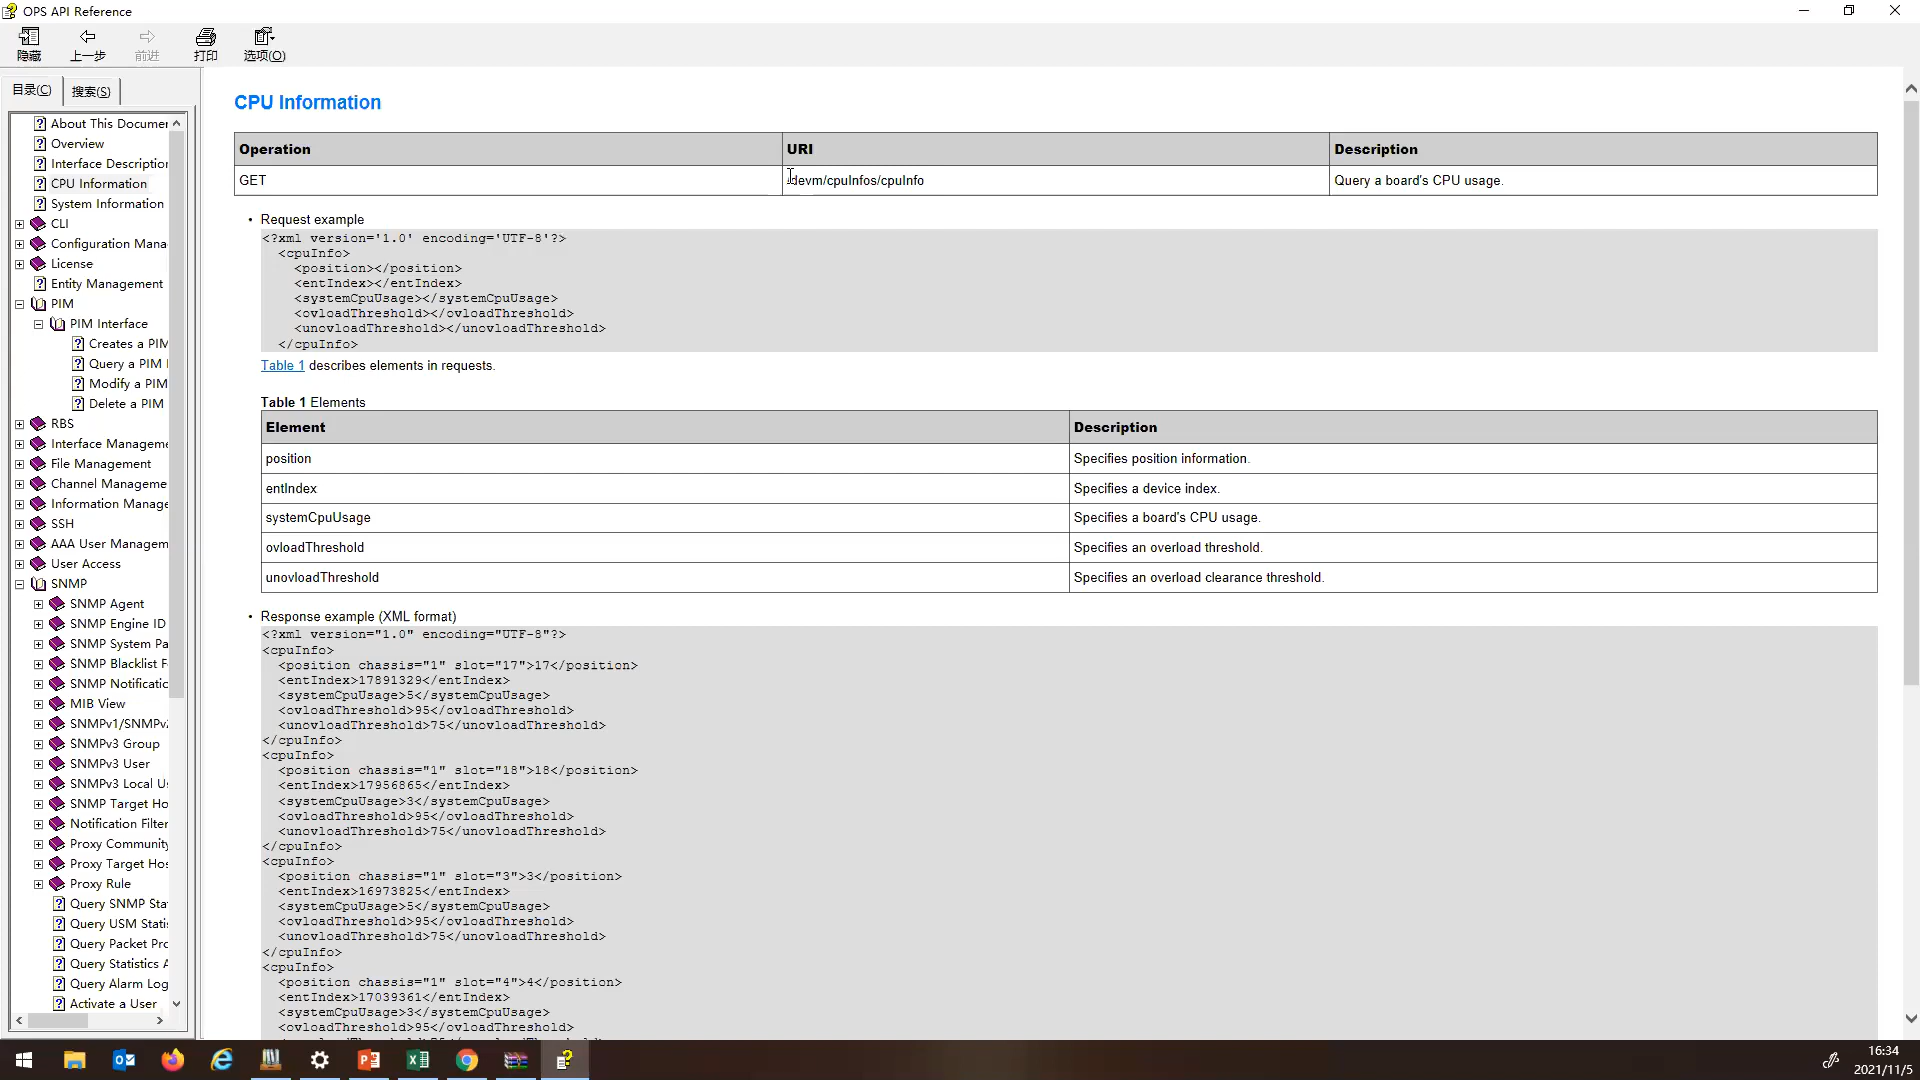 OPS API Reference
隐藏 上一步 前进 打印 选项(O)
目录(C) 搜索(S)
About This Documer
Overview
Interface Description
CPU Information
System Information
CLI
Configuration Mana
License
Entity Management
PIM
PIM Interface
Creates a PIM
Query a PIM
Modify a PIM
Delete a PIM
RBS
Interface Manageme
File Management
Channel Manageme
Information Manage
SSH
AAA User Managem
User Access
SNMP
SNMP Agent
SNMP Engine ID
SNMP System Pa
SNMP Blacklist F
SNMP Notificatic
MIB View
SNMPv1/SNMPv2
SNMPv3 Group
SNMPv3 User
SNMPv3 Local Us
SNMP Target Ho
Notification Filter
Proxy Community
Proxy Target Hos
Proxy Rule
Query SNMP Sta
Query USM Stati
Query Packet Pro
Query Statistics A
Query Alarm Log
Activate a User
CPU Information
Operation URI Description
GET /devm/cpuInfos/cpuInfo Query a board's CPU usage.
• Request example
<?xml version='1.0' encoding='UTF-8'?>
<cpuInfo>
<position></position>
<entIndex></entIndex>
<systemCpuUsage></systemCpuUsage>
<ovloadThreshold></ovloadThreshold>
<unovloadThreshold></unovloadThreshold>
</cpuInfo>
Table 1 describes elements in requests.
Table 1 Elements
Element Description
position Specifies position information.
entIndex Specifies a device index.
systemCpuUsage Specifies a board's CPU usage.
ovloadThreshold Specifies an overload threshold.
unovloadThreshold Specifies an overload clearance threshold.
• Response example (XML format)
<?xml version="1.0" encoding="UTF-8"?>
<cpuInfo>
<position chassis="1" slot="17">17</position>
<entIndex>17891329</entIndex>
<systemCpuUsage>5</systemCpuUsage>
<ovloadThreshold>95</ovloadThreshold>
<unovloadThreshold>75</unovloadThreshold>
</cpuInfo>
<cpuInfo>
<position chassis="1" slot="18">18</position>
<entIndex>17956865</entIndex>
<systemCpuUsage>3</systemCpuUsage>
<ovloadThreshold>95</ovloadThreshold>
<unovloadThreshold>75</unovloadThreshold>
</cpuInfo>
<cpuInfo>
<position chassis="1" slot="3">3</position>
<entIndex>16973825</entIndex>
<systemCpuUsage>5</systemCpuUsage>
<ovloadThreshold>95</ovloadThreshold>
<unovloadThreshold>75</unovloadThreshold>
</cpuInfo>
<cpuInfo>
<position chassis="1" slot="4">4</position>
<entIndex>17039361</entIndex>
<systemCpuUsage>3</systemCpuUsage>
<ovloadThreshold>95</ovloadThreshold>
16:34
2021/11/5